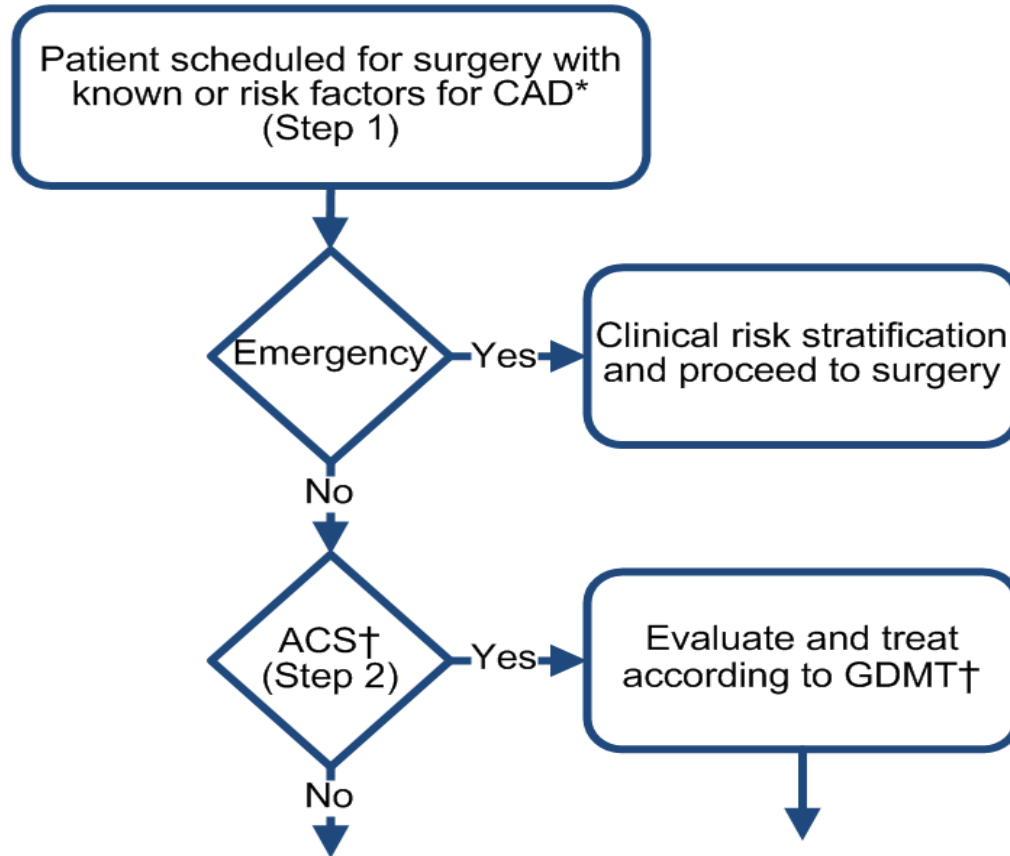 Patient scheduled for surgery with
known or risk factors for CAD*
(Step 1)
Emergency
Yes
Clinical risk stratification
and proceed to surgery
No
ACS†
(Step 2)
Yes
Evaluate and treat
according to GDMT†
No